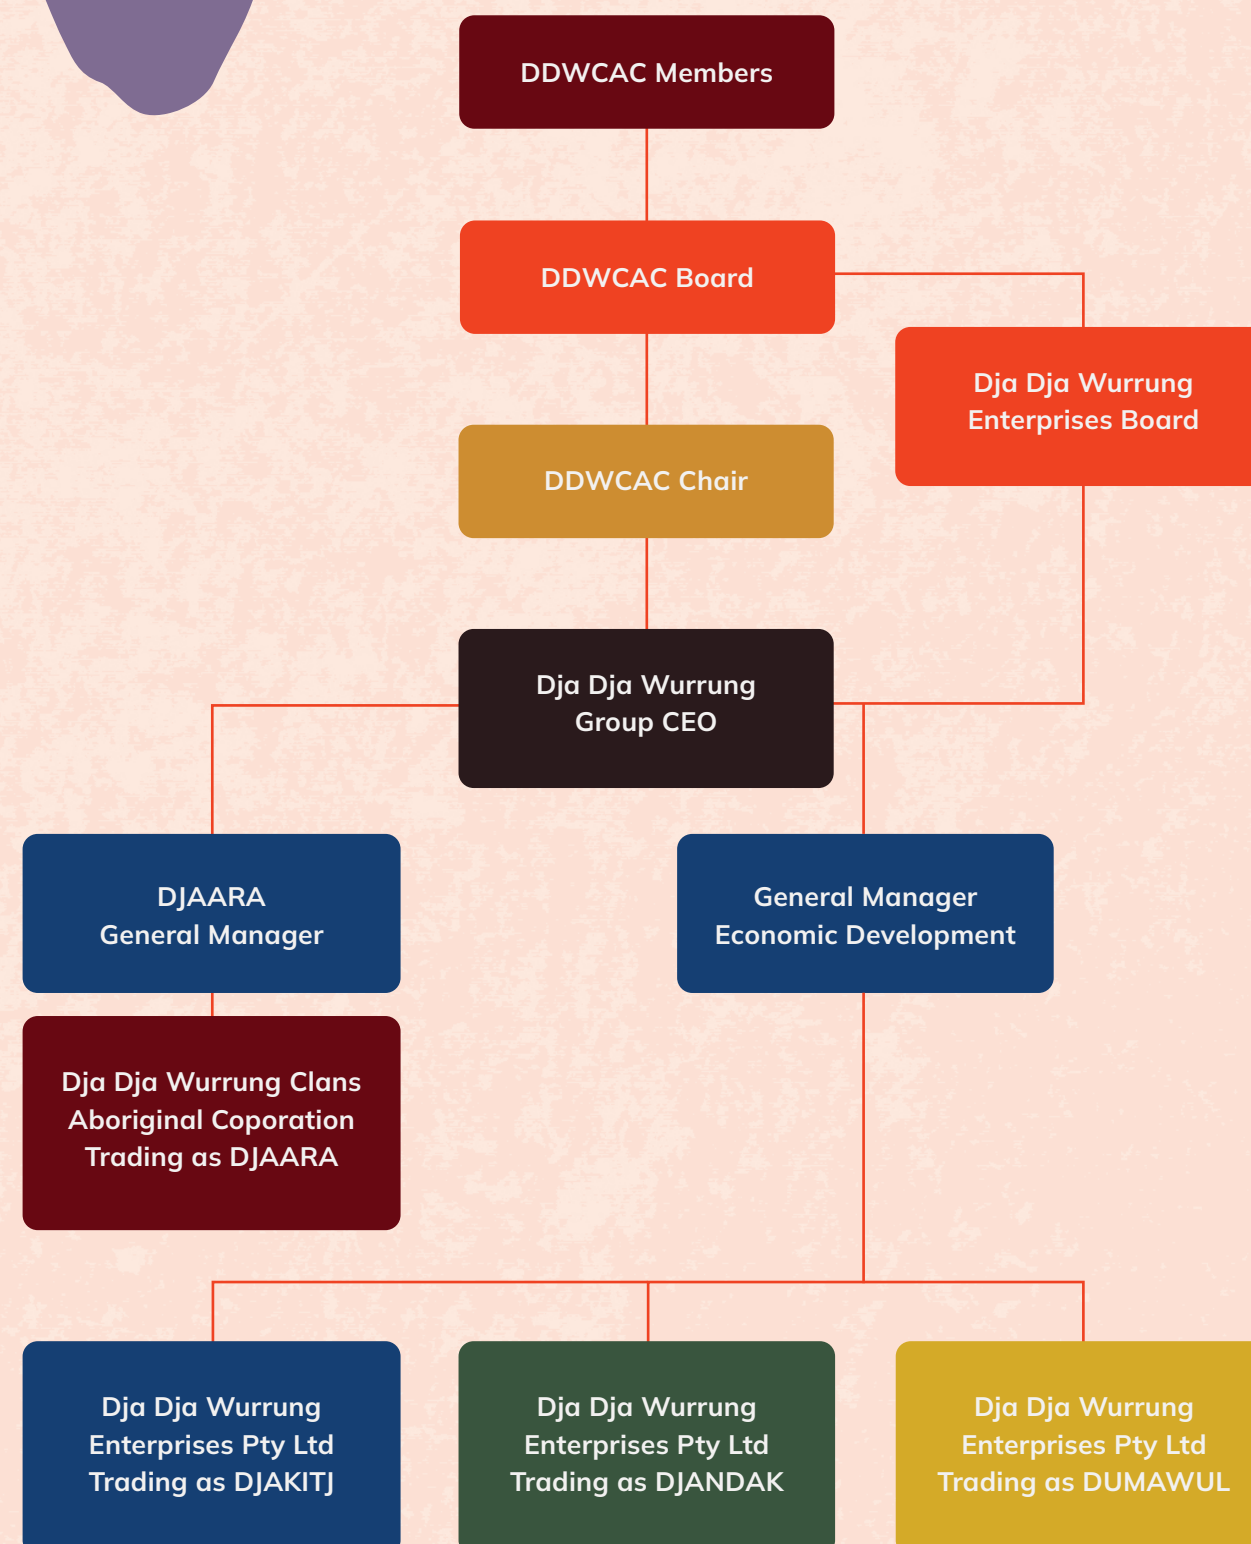 DDWCAC Members
DDWCAC Board
Dja Dja Wurrung
Enterprises Board
DDWCAC Chair
Dja Dja Wurrung
Group CEO
DJAARA
General Manager
General Manager
Economic Development
Dja Dja Wurrung Clans
Aboriginal Coporation
Trading as DJAARA
Dja Dja Wurrung
Enterprises Pty Ltd
Trading as DJAKITJ
Dja Dja Wurrung
Enterprises Pty Ltd
Trading as DJANDAK
Dja Dja Wurrung
Enterprises Pty Ltd
Trading as DUMAWUL